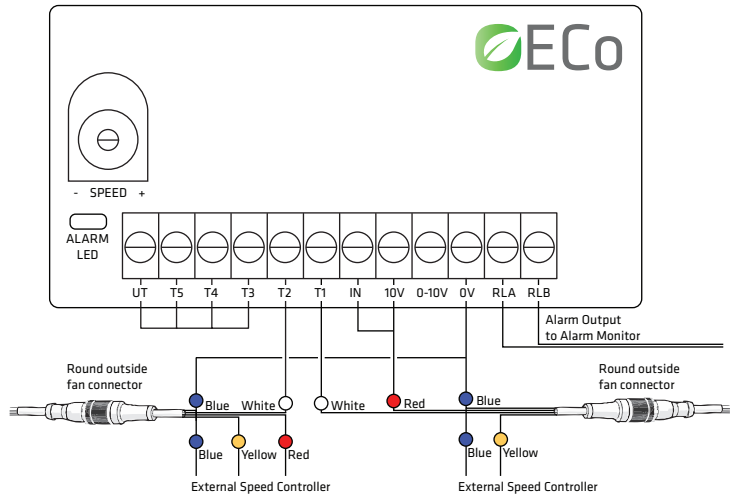 ECo
- SPEED +
ALARM
LED
UT T5 T4 T3 T2 T1 IN 10V 0-10V 0V RLA RLB
Alarm Output
to Alarm Monitor
Round outside
fan connector
Round outside
fan connector
Blue White White Red Blue
Blue Yellow Red Blue Yellow
External Speed Controller
External Speed Controller